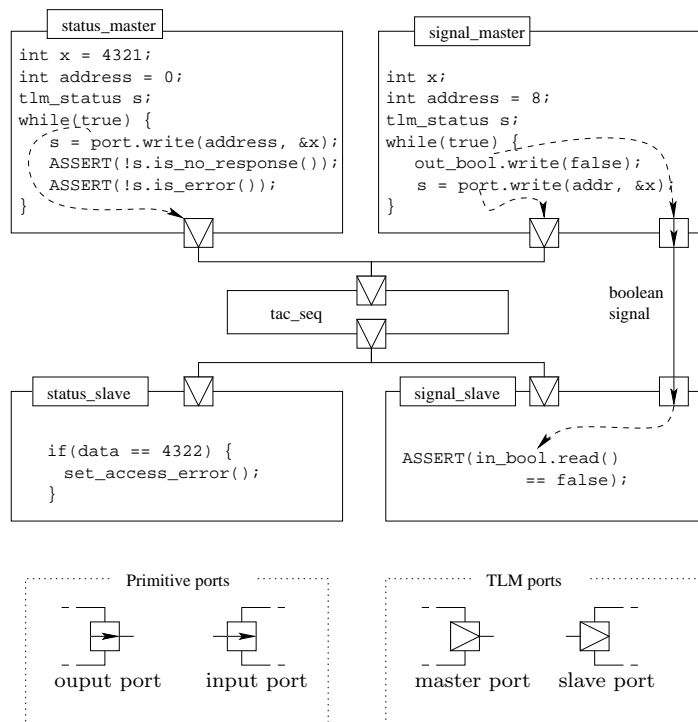 status_master
int x = 4321;
int address = 0;
tlm_status s;
while(true) {
s = port.write(address, &x);
ASSERT(!s.is_no_response());
ASSERT(!s.is_error());
}
signal_master
int x;
int address = 8;
tlm_status s;
while(true) {
out_bool.write(false);
s = port.write(addr, &x);
}
tac_seq
boolean
signal
status_slave
if(data == 4322) {
set_access_error();
}
signal_slave
ASSERT(in_bool.read()
== false);
Primitive ports
ouput port
input port
TLM ports
master port
slave port